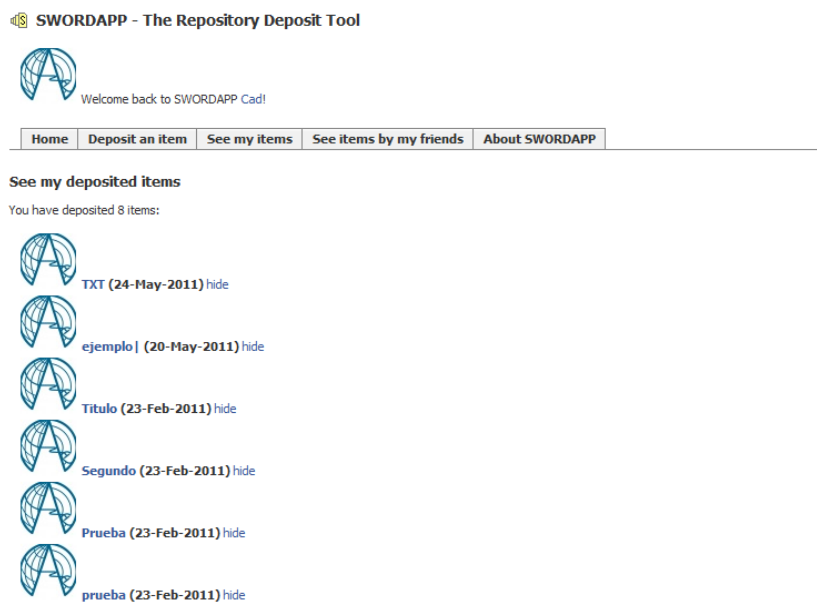 SWORDAPP - The Repository Deposit Tool
Welcome back to SWORDAPP Cad!
Home Deposit an item See my items See items by my friends About SWORDAPP
See my deposited items
You have deposited 8 items:
TXT (24-May-2011) hide
ejemplo| (20-May-2011) hide
Titulo (23-Feb-2011) hide
Segundo (23-Feb-2011) hide
Prueba (23-Feb-2011) hide
prueba (23-Feb-2011) hide